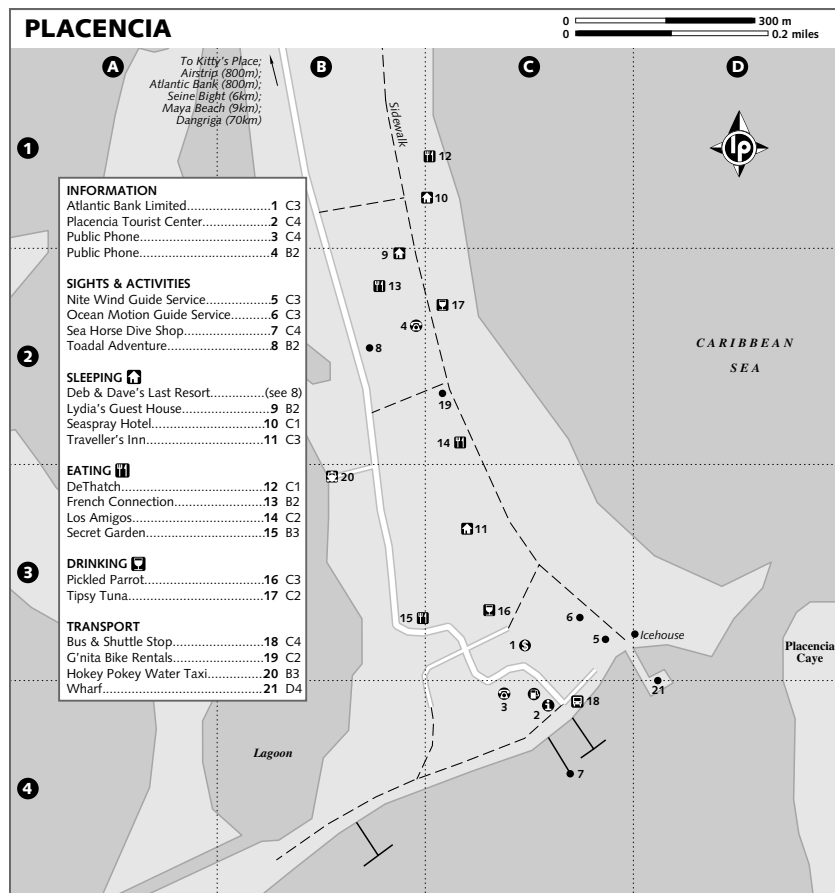 PLACENCIA
0 300 m
0 0.2 miles
A B C D
To Kitty's Place;
Airstrip (800m);
Atlantic Bank (800m);
Seine Bight (6km);
Maya Beach (9km);
Dangriga (70km)
Sidewalk
1
12
lp
10
INFORMATION
Atlantic Bank Limited........................1 C3
Placencia Tourist Center..................2 C4
Public Phone....................................3 C4
Public Phone....................................4 B2
SIGHTS & ACTIVITIES
Nite Wind Guide Service..................5 C3
Ocean Motion Guide Service...........6 C3
Sea Horse Dive Shop.......................7 C4
Toadal Adventure............................8 B2
SLEEPING
Deb & Dave's Last Resort............(see 8)
Lydia's Guest House........................9 B2
Seaspray Hotel..............................10 C1
Traveller's Inn................................11 C3
EATING
DeThatch......................................12 C1
French Connection........................13 B2
Los Amigos...................................14 C2
Secret Garden...............................15 B3
DRINKING
Pickled Parrot................................16 C3
Tipsy Tuna....................................17 C2
TRANSPORT
Bus & Shuttle Stop........................18 C4
G'nita Bike Rentals........................19 C2
Hokey Pokey Water Taxi................20 B3
Wharf...........................................21 D4
9
13
17
4
2
8
CARIBBEAN
SEA
19
14
20
11
3
16
15
6
5
Icehouse
1
$
Placencia
Caye
21
3
2
i
18
Lagoon
7
4